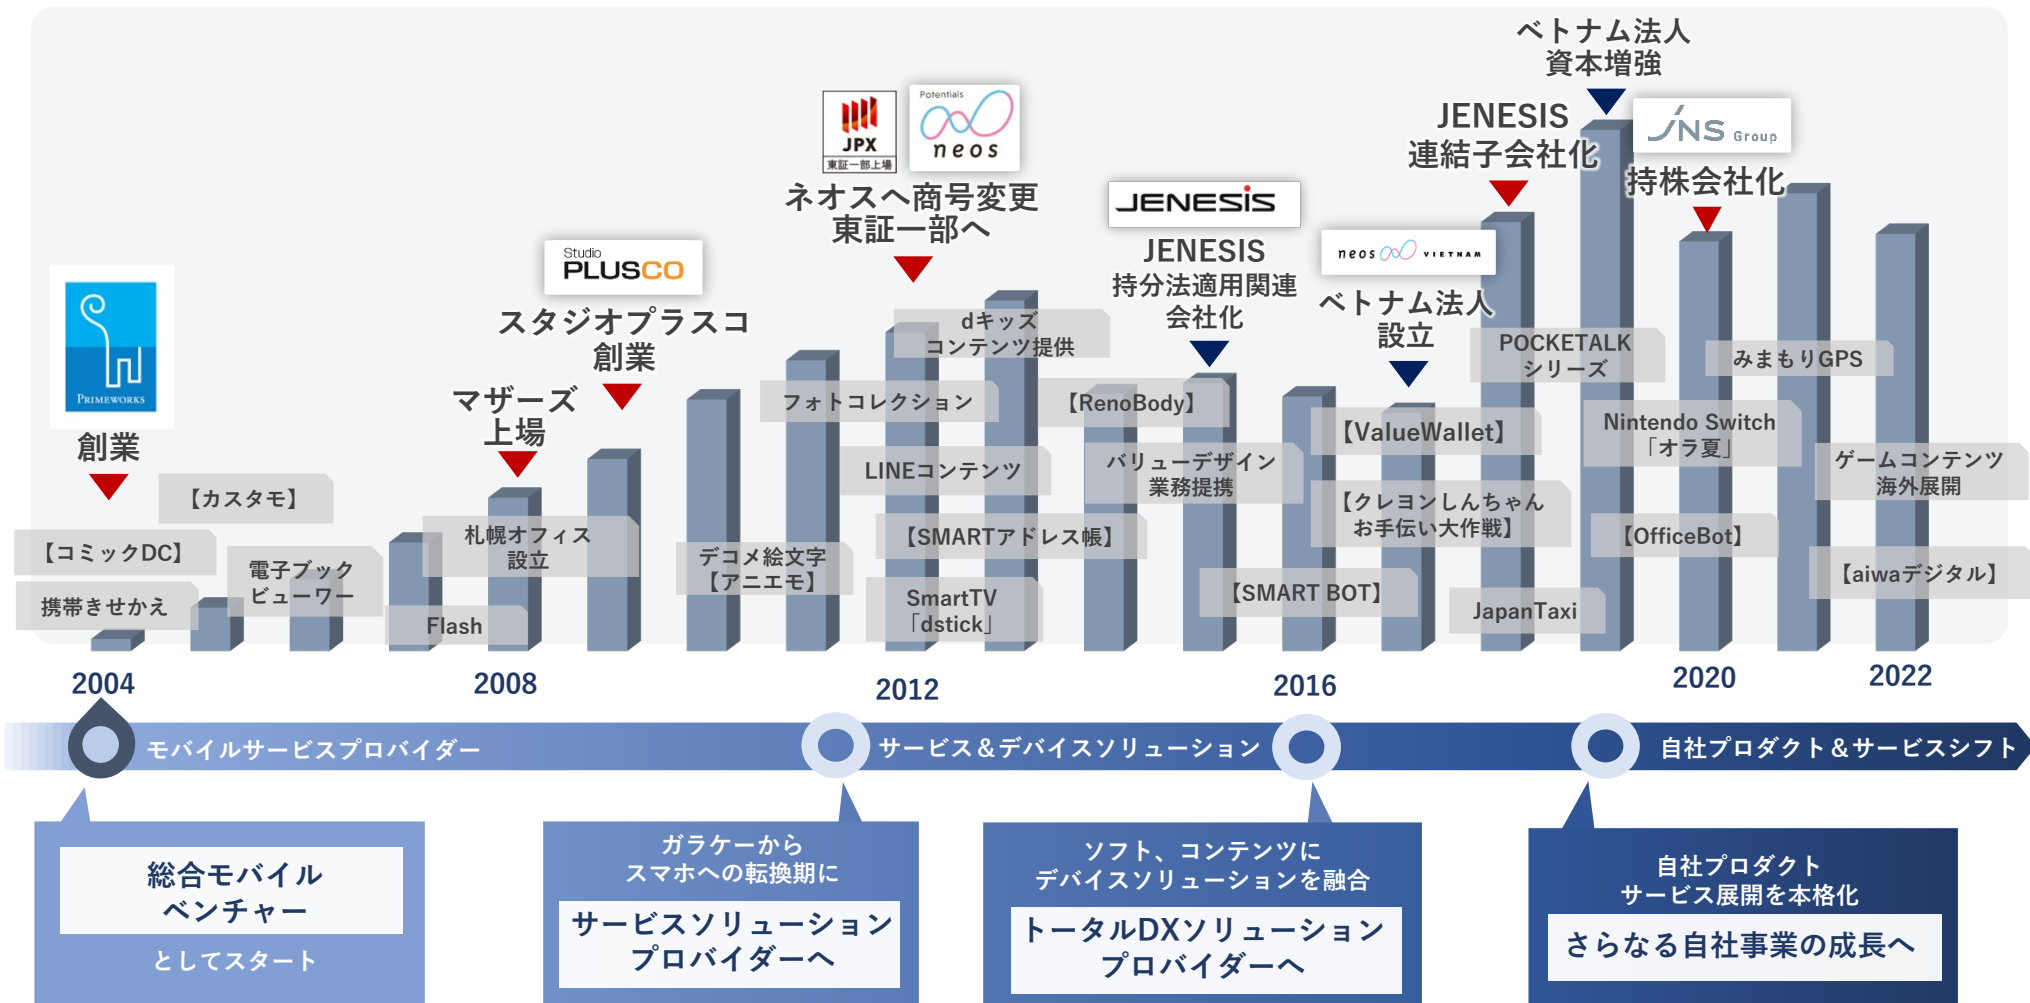 ベトナム法人
資本増強
JNS Group
持株会社化
JENESIS
連結子会社化
JPX
東証一部上場
Potentials
neos
ネオスへ商号変更
東証一部へ
JENESIS
JENESIS
持分法適用関連
会社化
neos VIETNAM
ベトナム法人
設立
Studio
PLUSCO
スタジオプラスコ
創業
マザーズ
上場
PRIMEWORKS
創業
【カスタモ】
【コミックDC】
携帯きせかえ
電子ブック
ビューワー
札幌オフィス
設立
Flash
デコメ絵文字
【アニエモ】
dキッズ
コンテンツ提供
フォトコレクション
LINEコンテンツ
【SMARTアドレス帳】
SmartTV
「dstick」
【RenoBody】
バリューデザイン
業務提携
【SMART BOT】
【ValueWallet】
【クレヨンしんちゃん
お手伝い大作戦】
JapanTaxi
POCKETALK
シリーズ
Nintendo Switch
「オラ夏」
【OfficeBot】
みまもりGPS
ゲームコンテンツ
海外展開
【aiwaデジタル】
2004
2008
2012
2016
2020
2022
モバイルサービスプロバイダー
サービス＆デバイスソリューション
自社プロダクト＆サービスシフト
総合モバイル
ベンチャー
としてスタート
ガラケーから
スマホへの転換期に
サービスソリューション
プロバイダーへ
ソフト、コンテンツに
デバイスソリューションを融合
トータルDXソリューション
プロバイダーへ
自社プロダクト
サービス展開を本格化
さらなる自社事業の成長へ